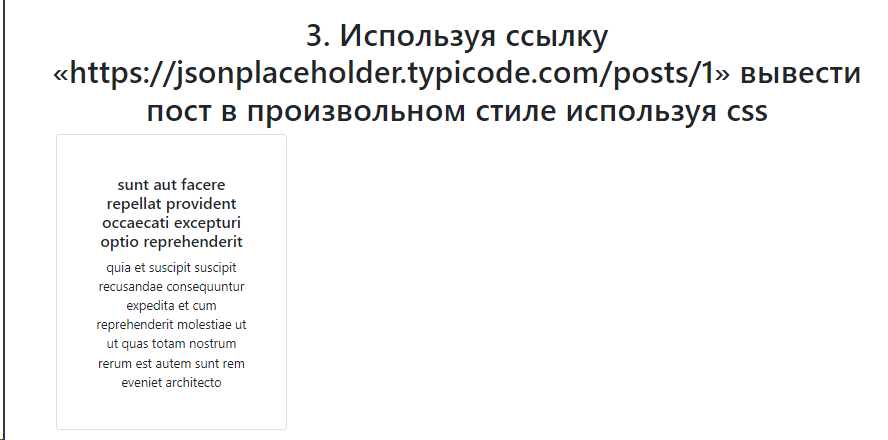 3. Используя ссылку
«https://jsonplaceholder.typicode.com/posts/1» вывести
пост в произвольном стиле используя css
sunt aut facere
repellat provident
occaecati excepturi
optio reprehenderit
quia et suscipit suscipit
recusandae consequuntur
expedita et cum
reprehenderit molestiae ut
ut quas totam nostrum
rerum est autem sunt rem
eveniet architecto